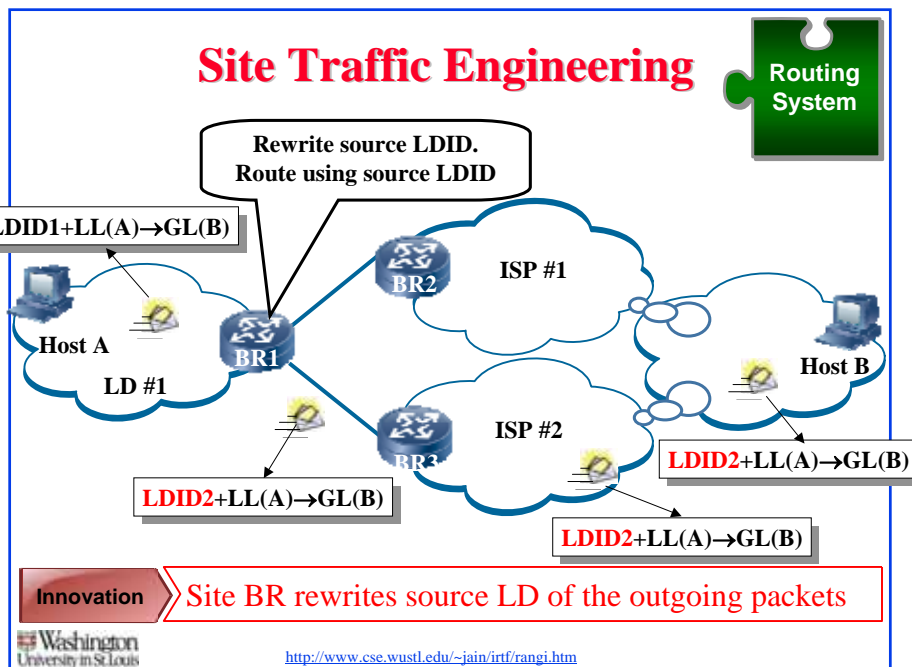 Site Traffic Engineering
Routing
System
Rewrite source LDID.
Route using source LDID
LDID1+LL(A)→GL(B)
ISP #1
BR2
Host A
BR1
LD #1
Host B
ISP #2
BR3
LDID2+LL(A)→GL(B)
LDID2+LL(A)→GL(B)
LDID2+LL(A)→GL(B)
Innovation
Site BR rewrites source LD of the outgoing packets
Washington
University in St. Louis
http://www.cse.wustl.edu/~jain/irtf/rangi.htm